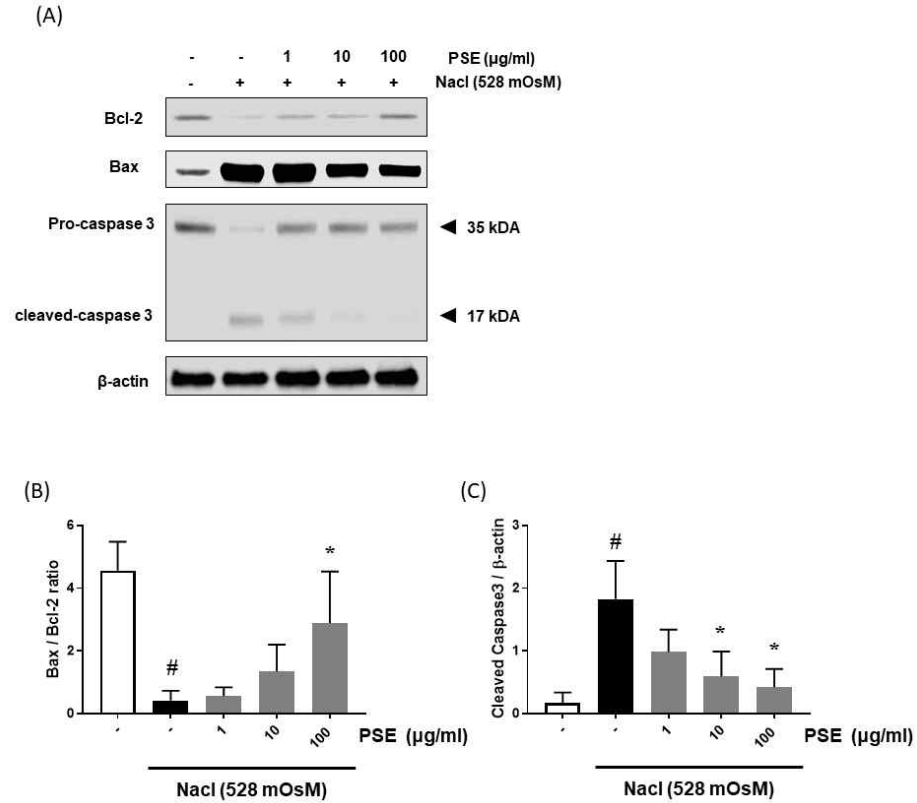 (A)
- - 1 10 100 PSE (μg/ml)
- + + + + Nacl (528 mOsM)
Bcl-2
Bax
Pro-caspase 3 35 kDA
cleaved-caspase 3 17 kDA
β-actin
(B)
Bax / Bcl-2 ratio
6
4
2
0
#
*
- - 1 10 100 PSE (μg/ml)
Nacl (528 mOsM)
(C)
Cleaved Caspase3 / β-actin
3
2
1
0
#
*
*
- - 1 10 100 PSE (μg/ml)
Nacl (528 mOsM)